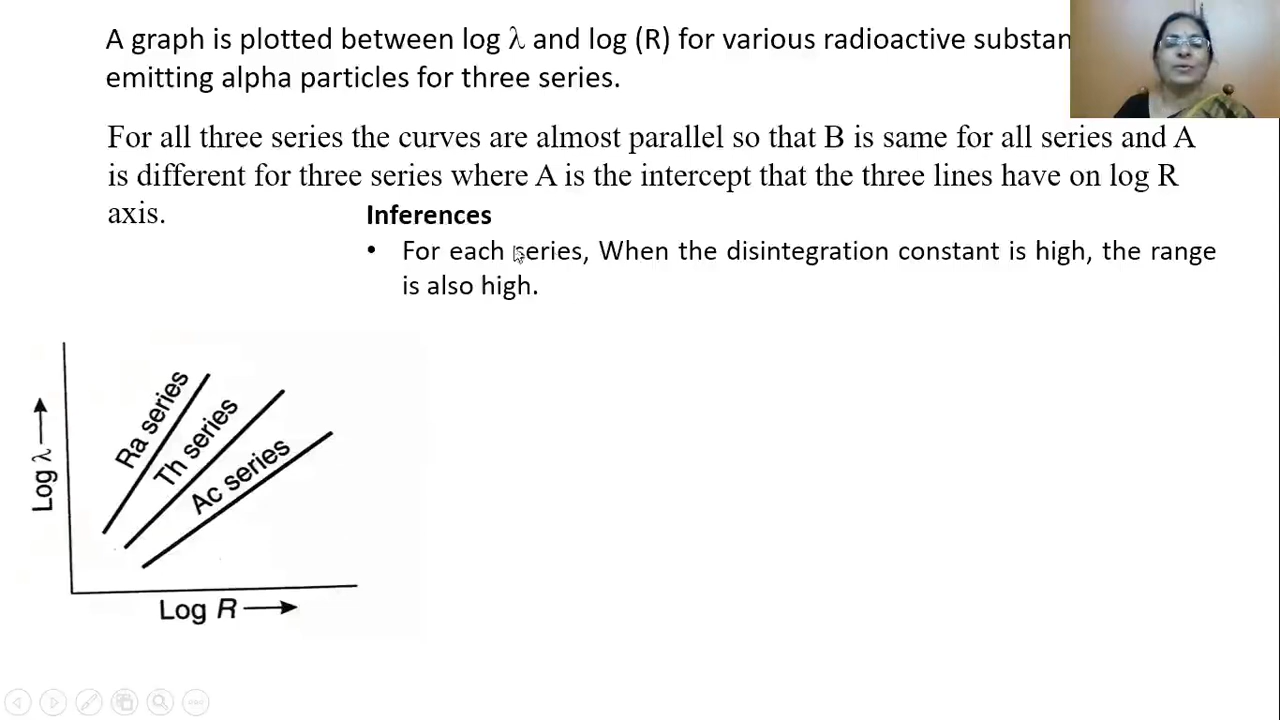 A graph is plotted between log λ and log (R) for various radioactive substan
emitting alpha particles for three series.
For all three series the curves are almost parallel so that B is same for all series and A
is different for three series where A is the intercept that the three lines have on log R
axis.
Inferences
• For each series, When the disintegration constant is high, the range
is also high.
Ra series
Th series
Ac series
Log λ
Log R